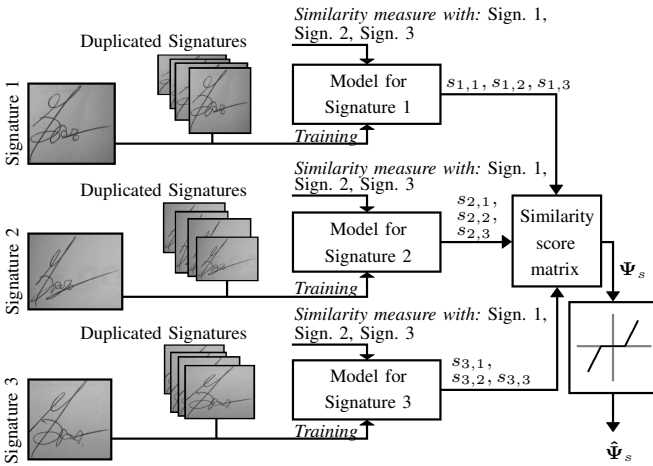 Similarity measure with: Sign. 1,
Sign. 2, Sign. 3
Duplicated Signatures
Signature 1
Model for
Signature 1
Training
s1,1, s1,2, s1,3
Similarity measure with: Sign. 1,
Sign. 2, Sign. 3
Duplicated Signatures
Signature 2
Model for
Signature 2
Training
s2,1,
s2,2,
s2,3
Similarity
score
matrix
Ψs
Similarity measure with: Sign. 1,
Sign. 2, Sign. 3
Duplicated Signatures
Signature 3
Model for
Signature 3
Training
s3,1,
s3,2, s3,3
Ψ̂s